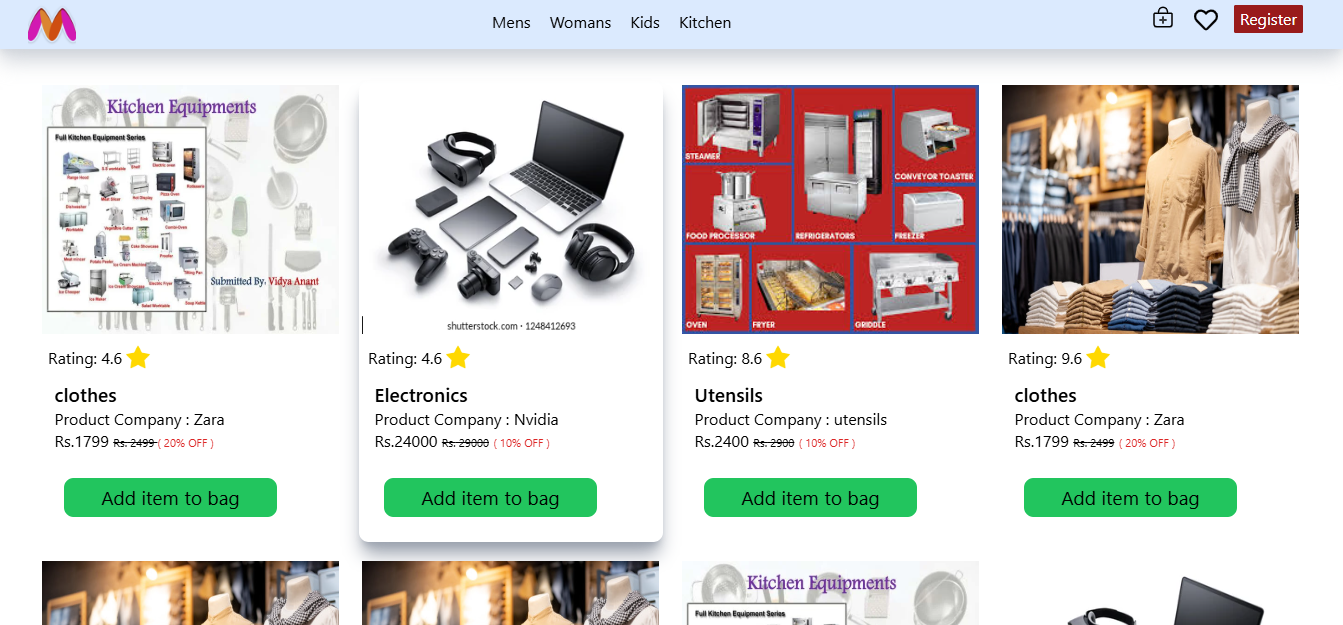 Mens Womans Kids Kitchen Register
Kitchen Equipments
Full Kitchen Equipment Series
Submitted By. Vidya Anant
shutterstock.com · 1248412693
STEAMER
CONVEYOR TOASTER
FOOD PROCESSOR
REFRIGERATORS
FREEZER
OVEN
FRYER
GRIDDLE
Rating: 4.6
clothes
Product Company : Zara
Rs.1799 Rs. 2499 ( 20% OFF )
Add item to bag
Rating: 4.6
Electronics
Product Company : Nvidia
Rs.24000 Rs. 29000 ( 10% OFF )
Add item to bag
Rating: 8.6
Utensils
Product Company : utensils
Rs.2400 Rs. 2900 ( 10% OFF )
Add item to bag
Rating: 9.6
clothes
Product Company : Zara
Rs.1799 Rs. 2499 ( 20% OFF )
Add item to bag
Kitchen Equipments
Full Kitchen Equipment Series